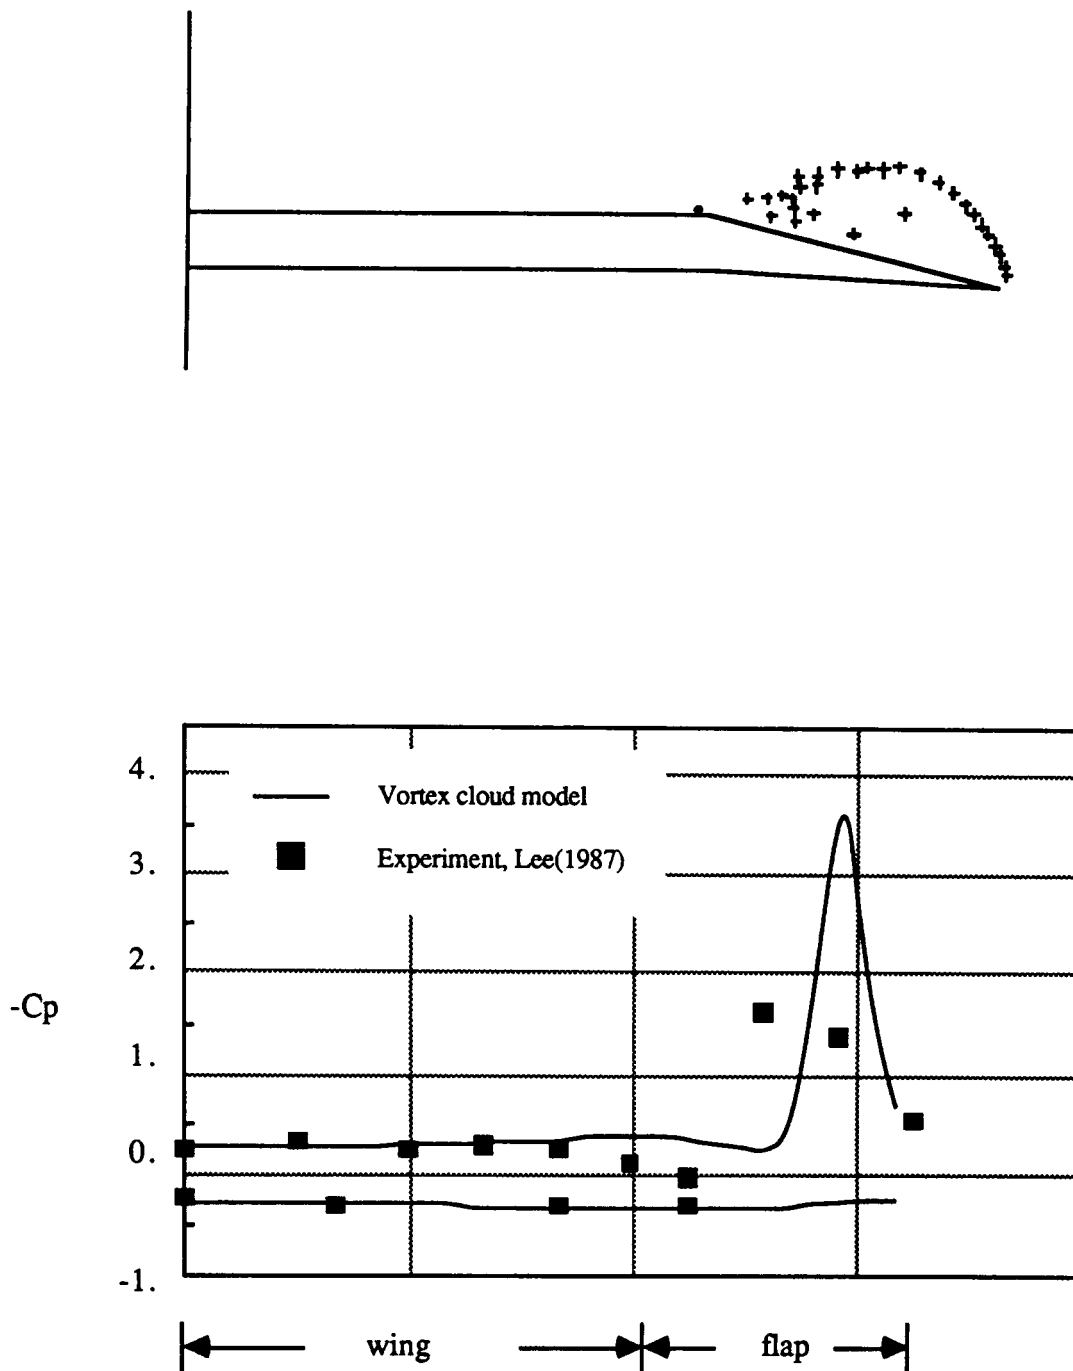 4.
Vortex cloud model
3.
Experiment, Lee(1987)
2.
-Cp
1.
0.
-1.
wing
flap